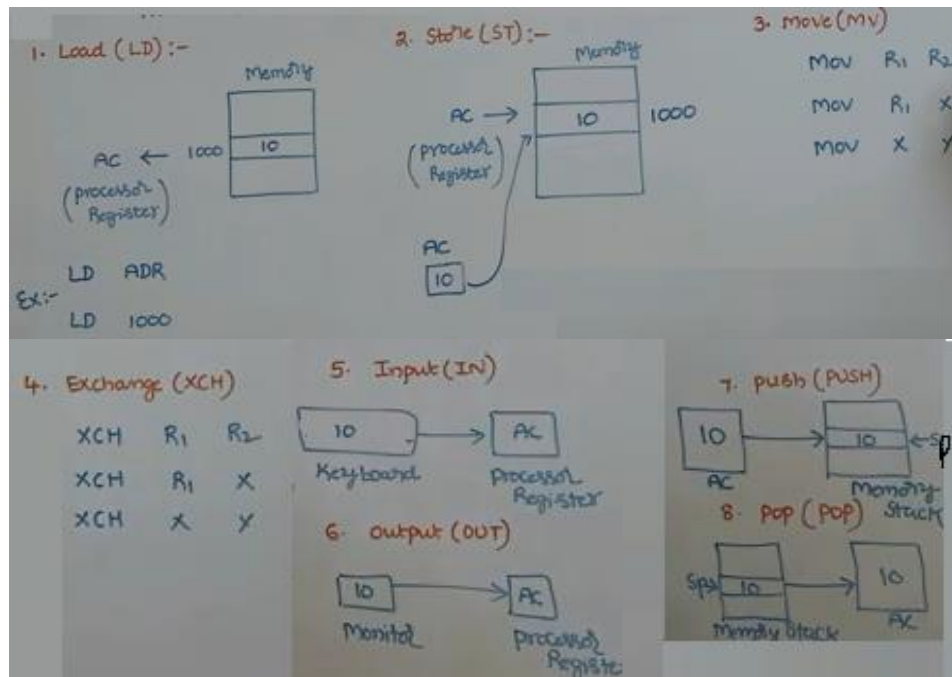 1. Load (LD):-
Memory
1000
10
AC ←
(Processor
Register)
Ex:-
LD ADR
LD 1000
2. Store (ST):-
Memory
AC →
10
1000
(Processor
Register)
AC
10
3. Move (MV)
Mov R1 R2
Mov R1 X
Mov X Y
4. Exchange (XCH)
XCH R1 R2
XCH R1 X
XCH X Y
5. Input (IN)
10
AC
Keyboard
Processor
Register
6. Output (OUT)
10
AC
Monitor
Processor
Registe
7. Push (PUSH)
10
10
←SP
AC
Memory
Stack
8. POP (POP)
SP→
10
10
Memory Stack
AC